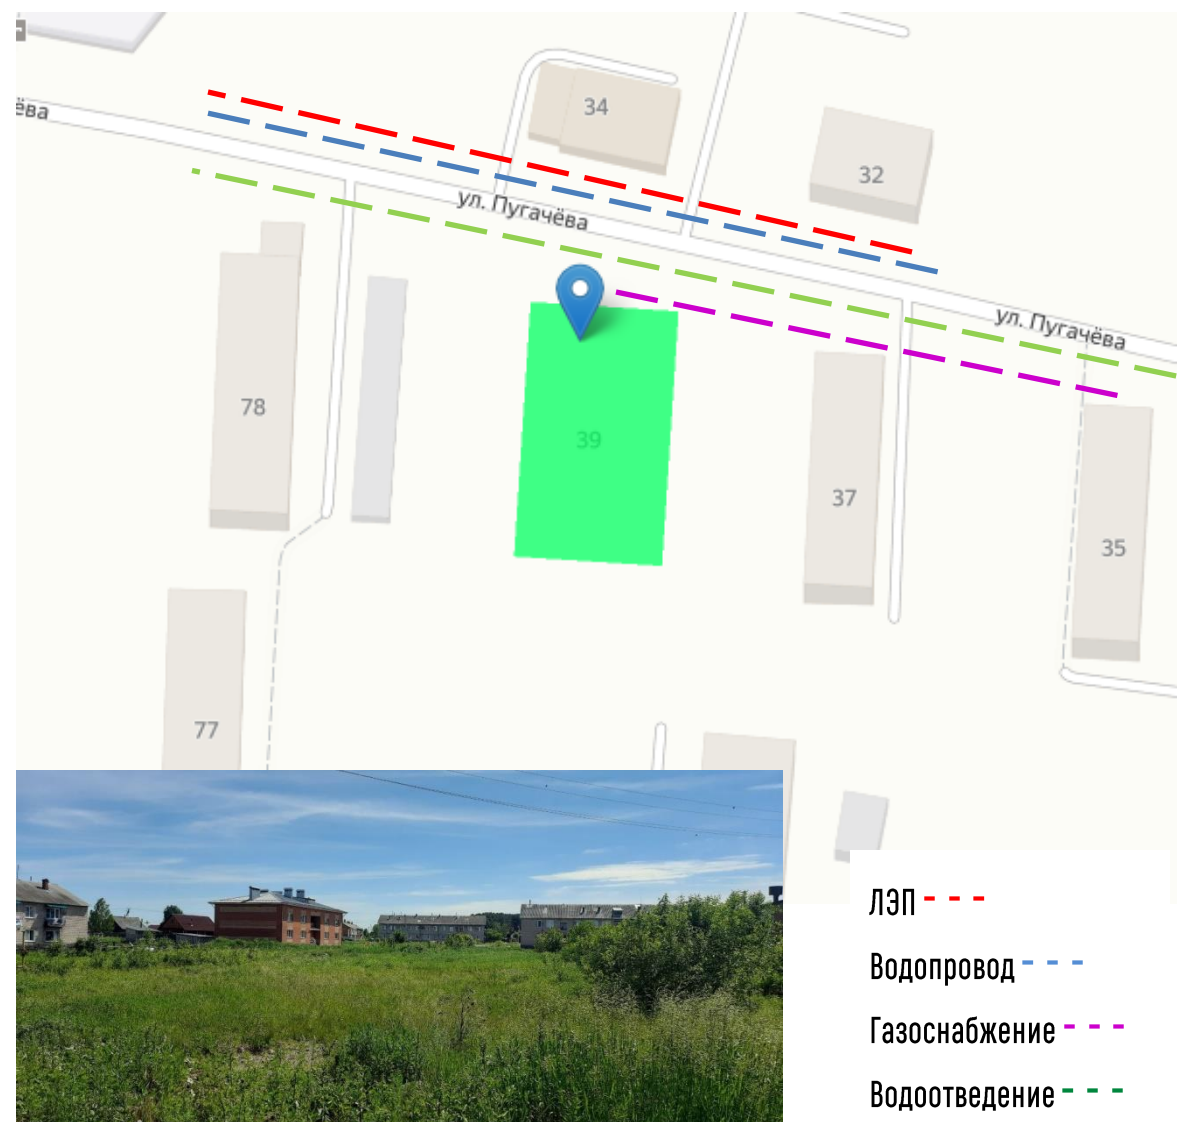 ёва
34
32
ул. Пугачёва
ул. Пугачёва
78
39
37
35
77
ЛЭП
Водопровод
Газоснабжение
Водоотведение